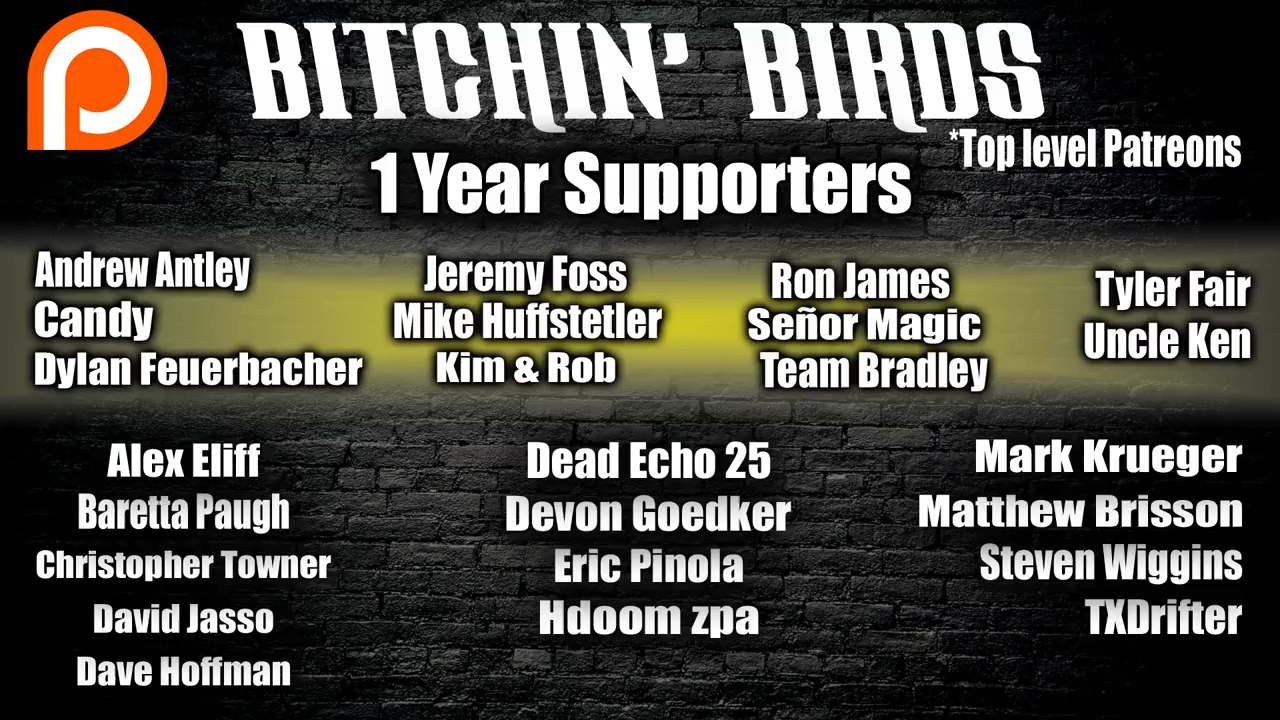 BITCHIN' BIRDS
*Top level Patreons
1 Year Supporters
Andrew Antley
Candy
Dylan Feuerbacher
Jeremy Foss
Mike Huffstetler
Kim & Rob
Ron James
Señor Magic
Team Bradley
Tyler Fair
Uncle Ken
Alex Eliff
Baretta Paugh
Christopher Towner
David Jasso
Dave Hoffman
Dead Echo 25
Devon Goedker
Eric Pinola
Hdoom zpa
Mark Krueger
Matthew Brisson
Steven Wiggins
TXDrifter